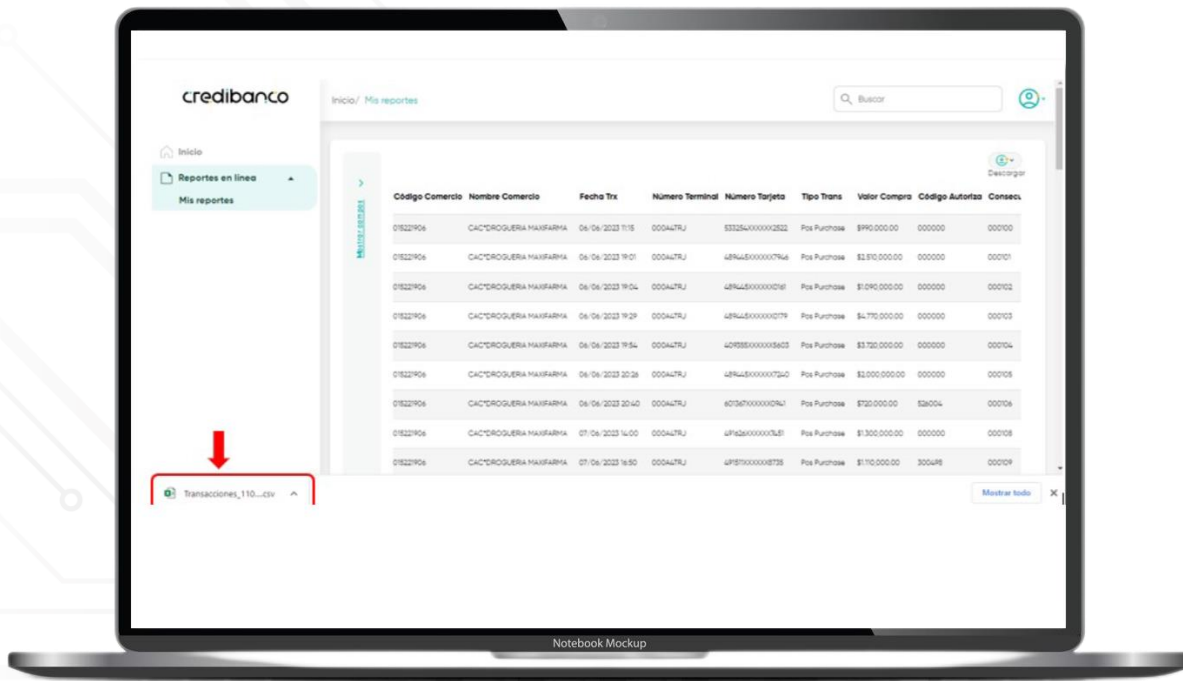 credibanco
Inicio/ Mis reportes
Buscar
Inicio
Reportes en línea
Mis reportes
Descargar
Mostrar campos
Código Comercio Nombre Comercio Fecha Trx Número Terminal Número Tarjeta Tipo Trans Valor Compra Código Autoriza Consecu
015221906 CAC*DROGUERIA MAXIFARMA 06/06/2023 11:15 000A47RJ 533254XXXXXX2522 Pos Purchase $990.000.00 000000 000100
015221906 CAC*DROGUERIA MAXIFARMA 06/06/2023 19:01 000A47RJ 489445XXXXXX7946 Pos Purchase $2.510,000.00 000000 000101
015221906 CAC*DROGUERIA MAXIFARMA 06/06/2023 19:04 000A47RJ 489445XXXXXX0161 Pos Purchase $1.090,000.00 000000 000102
015221906 CAC*DROGUERIA MAXIFARMA 06/06/2023 19:29 000A47RJ 489445XXXXXX0179 Pos Purchase $4.770,000.00 000000 000103
015221906 CAC*DROGUERIA MAXIFARMA 06/06/2023 19:54 000A47RJ 409355XXXXXX5603 Pos Purchase $3.720,000.00 000000 000104
015221906 CAC*DROGUERIA MAXIFARMA 06/06/2023 20:26 000A47RJ 489445XXXXXX7240 Pos Purchase $2.000,000.00 000000 000105
015221906 CAC*DROGUERIA MAXIFARMA 06/06/2023 20:40 000A47RJ 601367XXXXXX0941 Pos Purchase $720.000.00 526004 000106
015221906 CAC*DROGUERIA MAXIFARMA 07/06/2023 14:00 000A47RJ Pos Purchase $1.300,000.00 000000 000108
015221906 CAC*DROGUERIA MAXIFARMA 07/06/2023 16:50 000A47RJ Pos Purchase $1.110,000.00 300498 000109
Transacciones_110....csv
Mostrar todo
Notebook Mockup